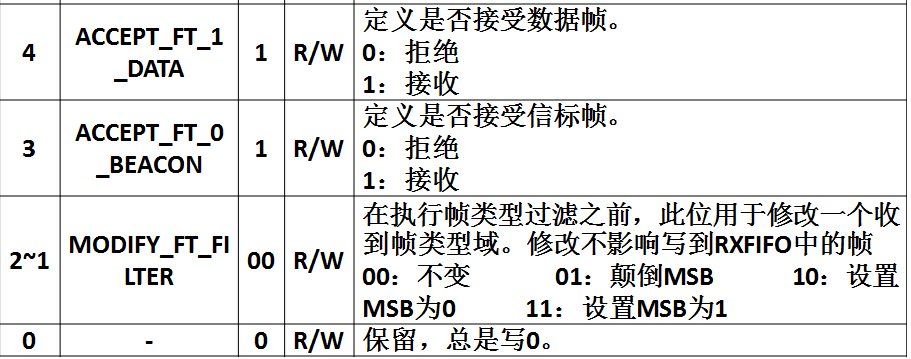 4 ACCEPT_FT_1_DATA 1 R/W 定义是否接受数据帧。
0：拒绝
1：接收
3 ACCEPT_FT_0_BEACON 1 R/W 定义是否接受信标帧。
0：拒绝
1：接收
2~1 MODIFY_FT_FILTER 00 R/W 在执行帧类型过滤之前，此位用于修改一个收
到帧类型域。修改不影响写到RXFIFO中的帧
00：不变 01：颠倒MSB 10：设置
MSB为0 11：设置MSB为1
0 - 0 R/W 保留，总是写0。